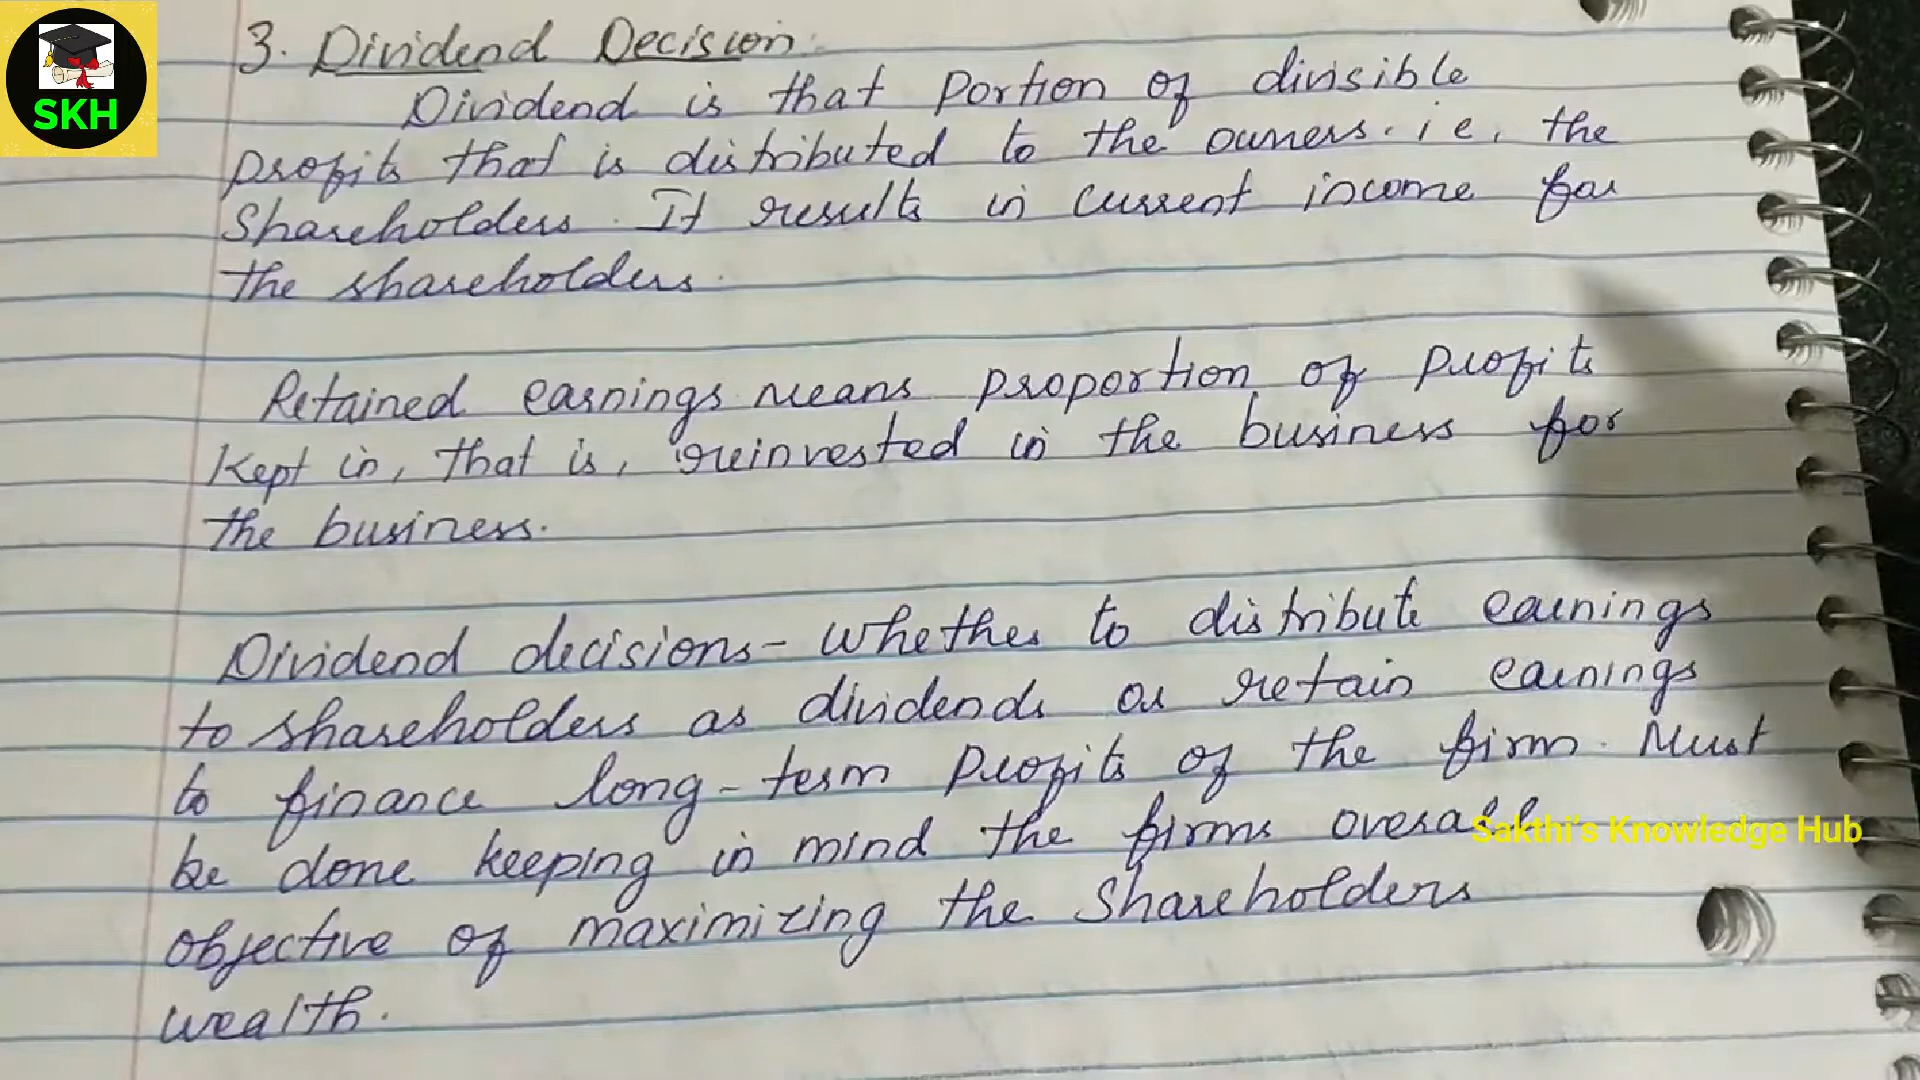 SKH
3. Dividend Decision:
Dividend is that portion of divisible
profits that is distributed to the owners. i e, the
Shareholders. It results in current income for
the shareholders.
Retained earnings means proportion of profits
kept in, that is, reinvested in the business for
the business.
Dividend decisions - whether to distribute earnings
to shareholders as dividends or retain earnings
to finance long-term profits of the firm. Must
be done keeping in mind the firms overall
Sakthi's Knowledge Hub
objective of maximizing the Shareholders
wealth.